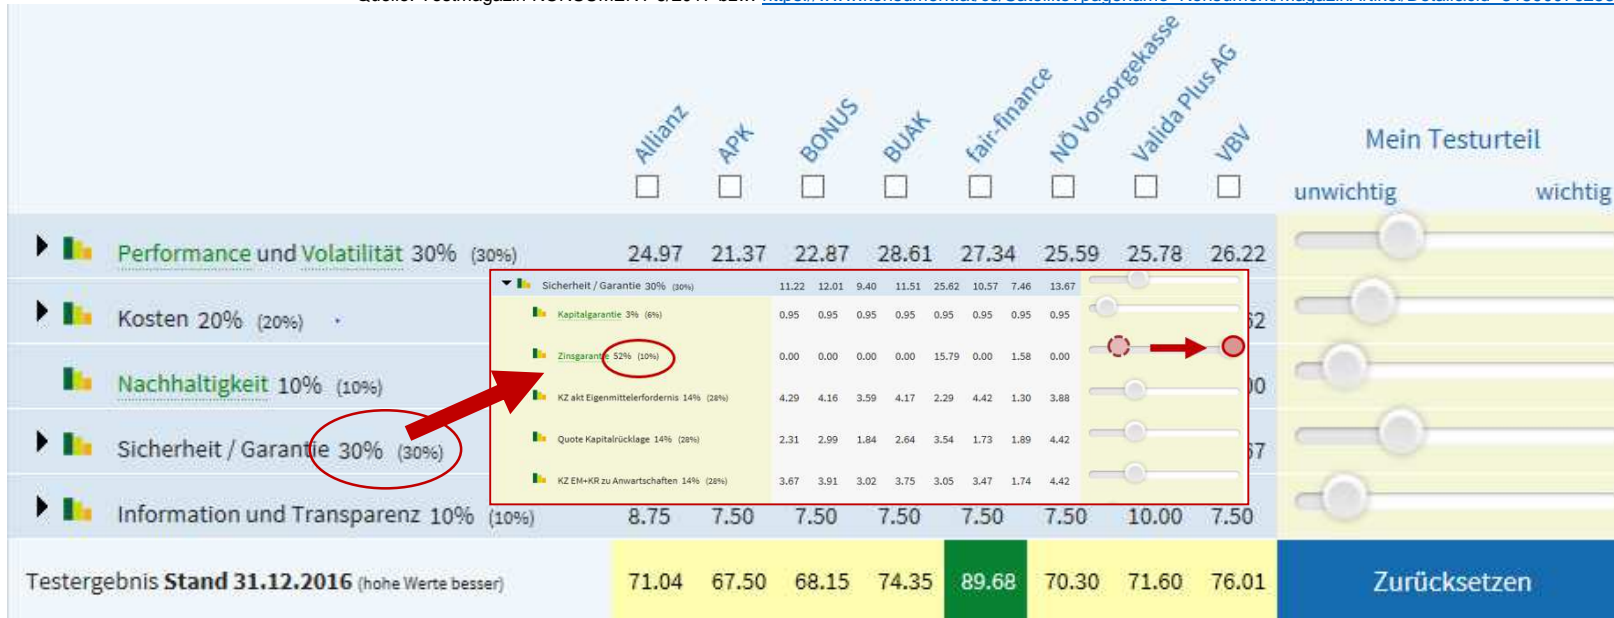 Allianz APK BONUS BUAK fair-finance NÖ Vorsorgekasse Valida Plus AG VBV
Mein Testurteil
unwichtig wichtig
Performance und Volatilität 30% (30%) 24.97 21.37 22.87 28.61 27.34 25.59 25.78 26.22
Sicherheit / Garantie 30% (30%) 11.22 12.01 9.40 11.51 25.62 10.57 7.46 13.67
Kosten 20% (20%)
Kapitalgarantie 3% (6%) 0.95 0.95 0.95 0.95 0.95 0.95 0.95 0.95
Zinsgarantie 52% (10%) 0.00 0.00 0.00 0.00 15.79 0.00 1.58 0.00
Nachhaltigkeit 10% (10%)
KZ akt Eigenmittelerfordernis 14% (28%) 4.29 4.16 3.59 4.17 2.29 4.42 1.30 3.88
Quote Kapitalrücklage 14% (28%) 2.31 2.99 1.84 2.64 3.54 1.73 1.89 4.42
Sicherheit / Garantie 30% (30%)
KZ EM+KR zu Anwartschaften 14% (28%) 3.67 3.91 3.02 3.75 3.05 3.47 1.74 4.42
Information und Transparenz 10% (10%) 8.75 7.50 7.50 7.50 7.50 7.50 10.00 7.50
Testergebnis Stand 31.12.2016 (hohe Werte besser) 71.04 67.50 68.15 74.35 89.68 70.30 71.60 76.01
Zurücksetzen